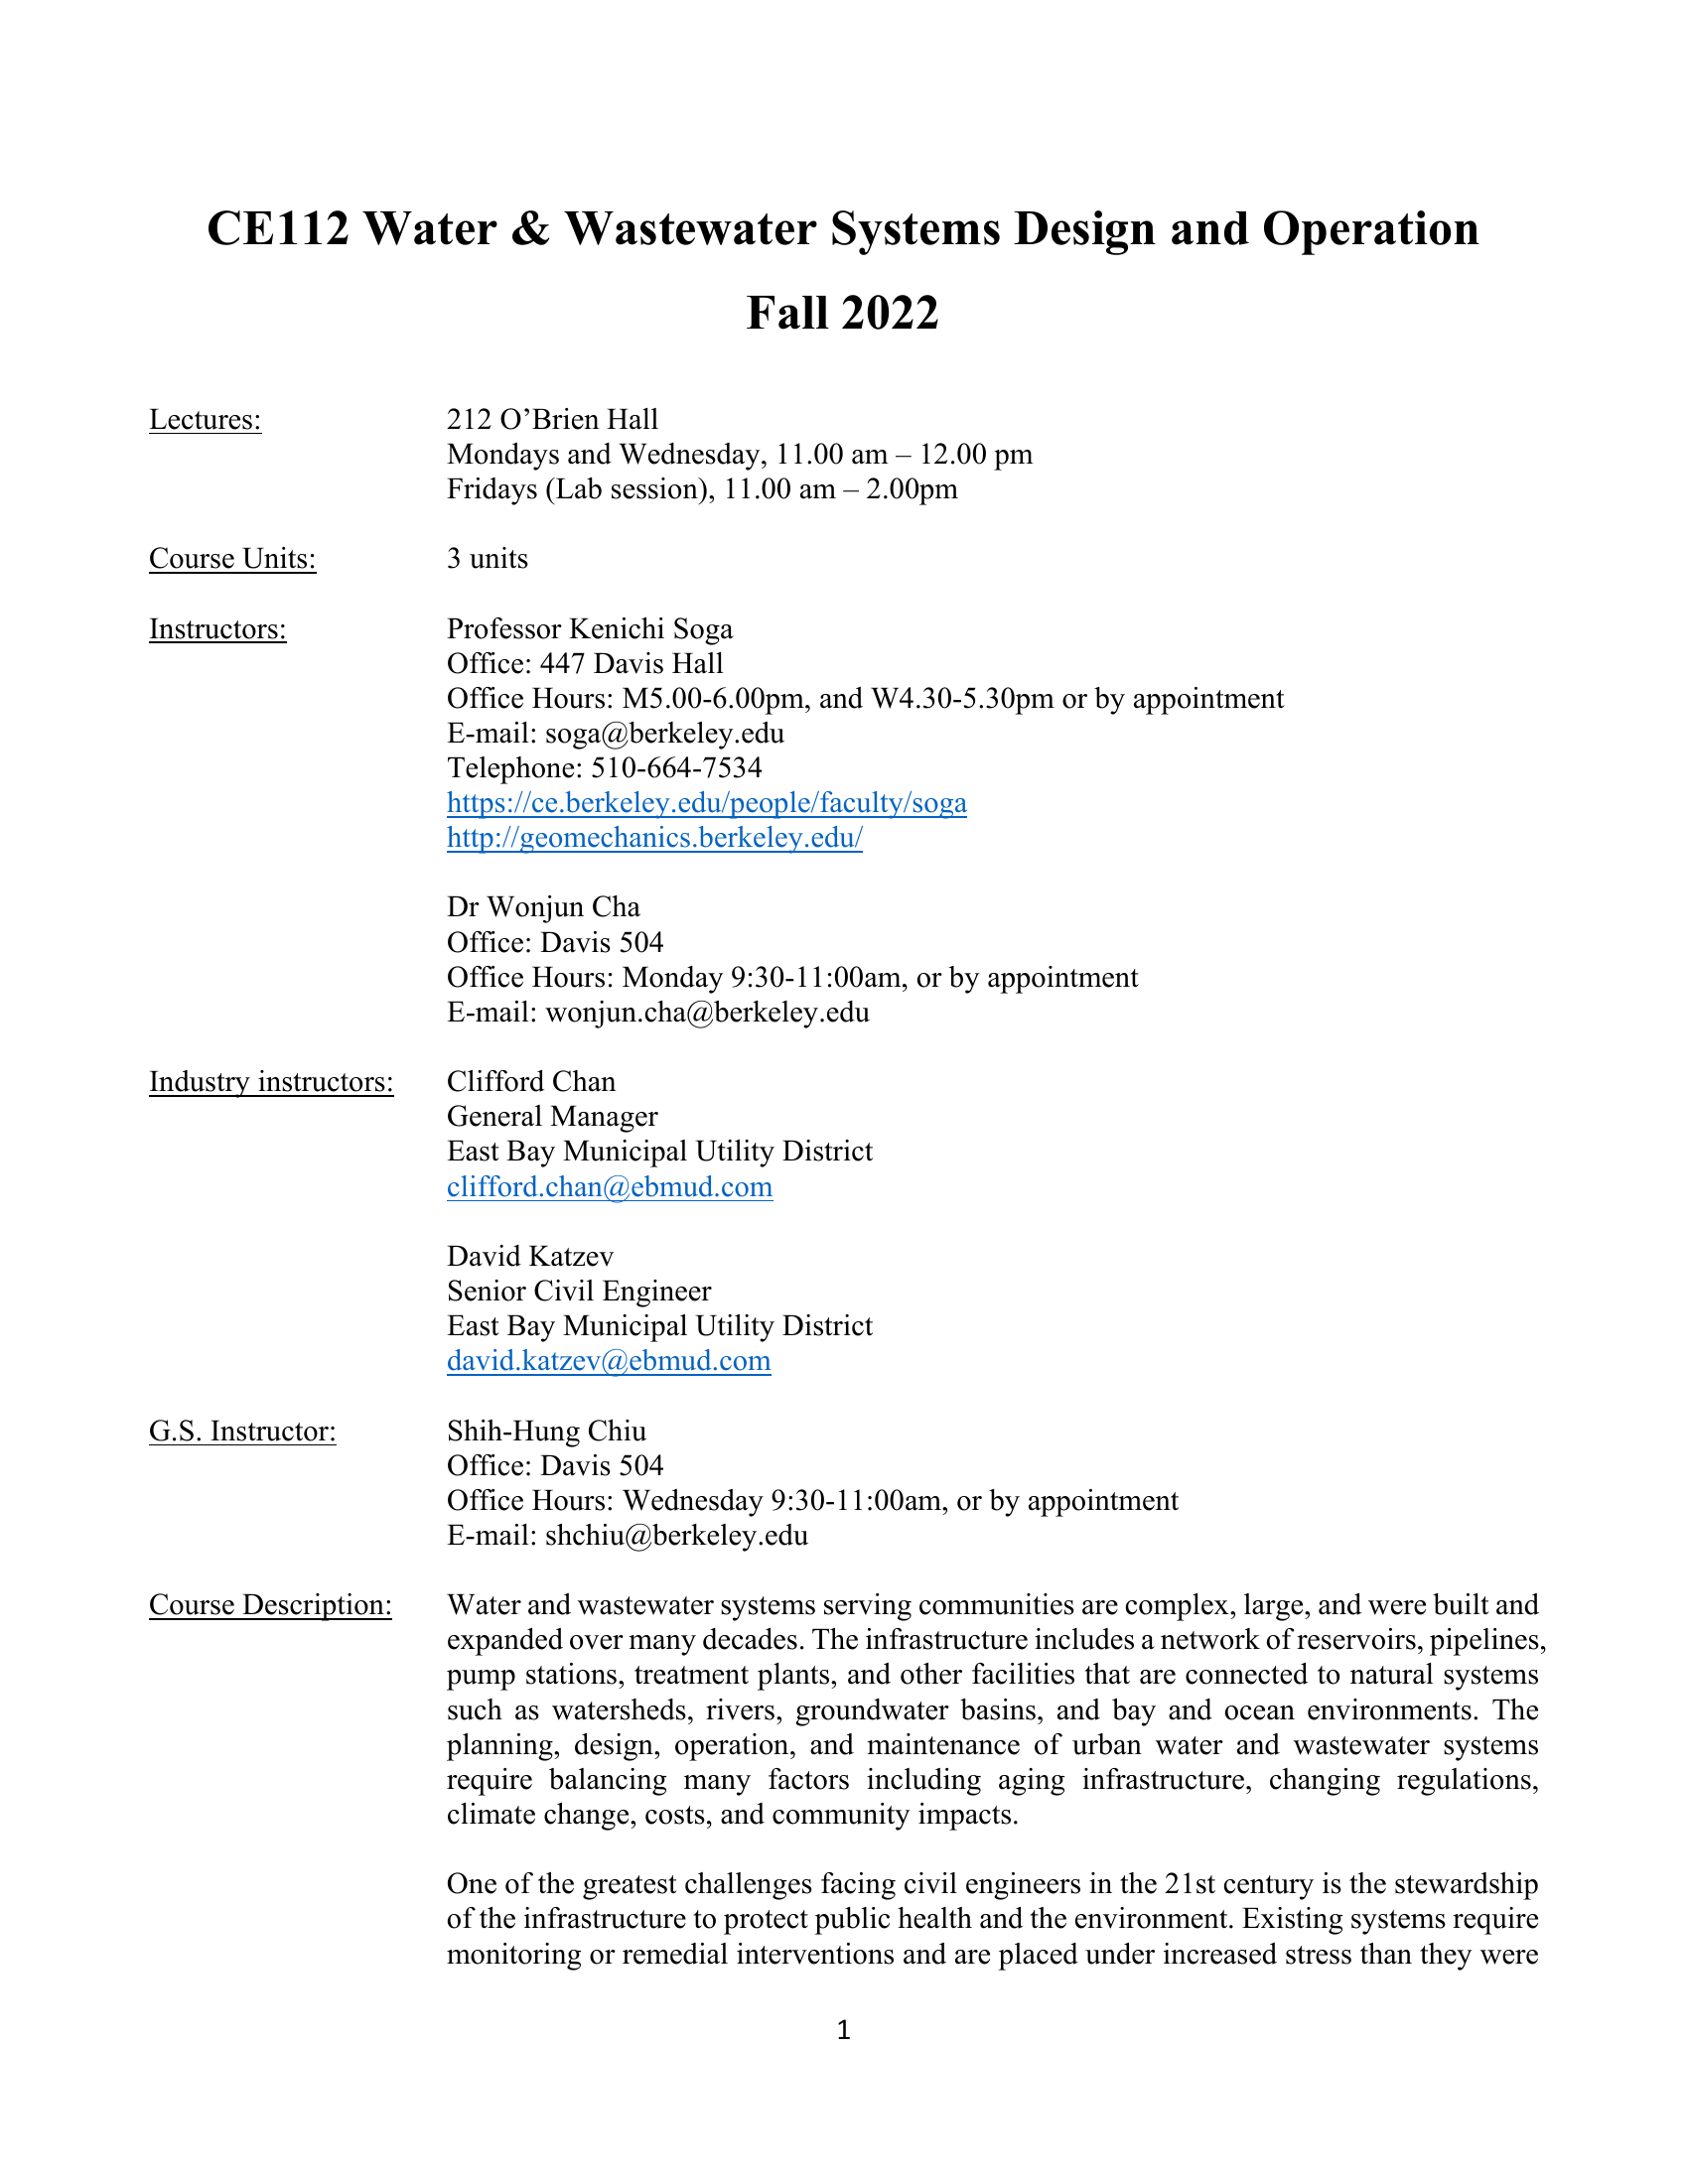 CE112 Water & Wastewater Systems Design and Operation
Fall 2022
Lectures: 212 O’Brien Hall
Mondays and Wednesday, 11.00 am – 12.00 pm
Fridays (Lab session), 11.00 am – 2.00pm
Course Units: 3 units
Instructors: Professor Kenichi Soga
Office: 447 Davis Hall
Office Hours: M5.00-6.00pm, and W4.30-5.30pm or by appointment
E-mail: soga@berkeley.edu
Telephone: 510-664-7534
https://ce.berkeley.edu/people/faculty/soga
http://geomechanics.berkeley.edu/
Dr Wonjun Cha
Office: Davis 504
Office Hours: Monday 9:30-11:00am, or by appointment
E-mail: wonjun.cha@berkeley.edu
Industry instructors: Clifford Chan
General Manager
East Bay Municipal Utility District
clifford.chan@ebmud.com
David Katzev
Senior Civil Engineer
East Bay Municipal Utility District
david.katzev@ebmud.com
G.S. Instructor: Shih-Hung Chiu
Office: Davis 504
Office Hours: Wednesday 9:30-11:00am, or by appointment
E-mail: shchiu@berkeley.edu
Course Description: Water and wastewater systems serving communities are complex, large, and were built and
expanded over many decades. The infrastructure includes a network of reservoirs, pipelines,
pump stations, treatment plants, and other facilities that are connected to natural systems
such as watersheds, rivers, groundwater basins, and bay and ocean environments. The
planning, design, operation, and maintenance of urban water and wastewater systems
require balancing many factors including aging infrastructure, changing regulations,
climate change, costs, and community impacts.
One of the greatest challenges facing civil engineers in the 21st century is the stewardship
of the infrastructure to protect public health and the environment. Existing systems require
monitoring or remedial interventions and are placed under increased stress than they were
1